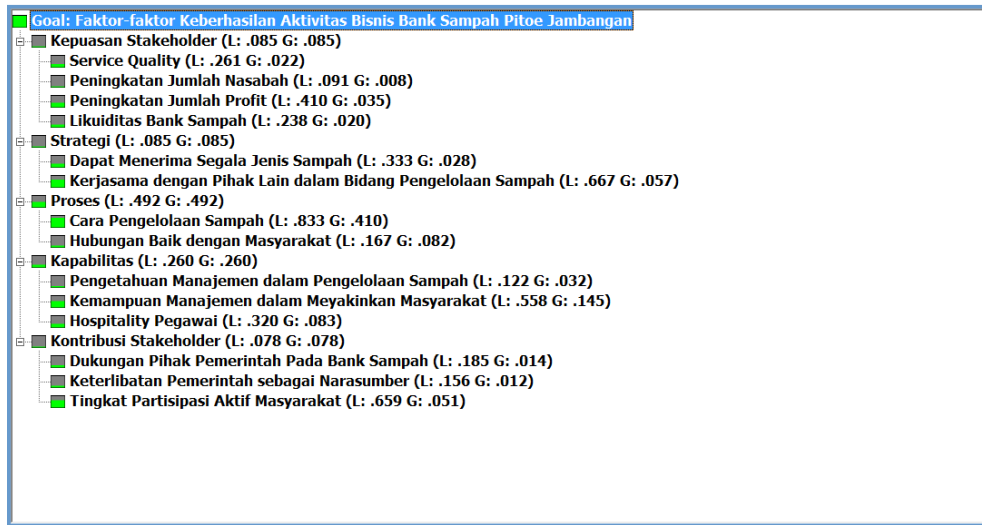 Goal: Faktor-faktor Keberhasilan Aktivitas Bisnis Bank Sampah Pitoe Jambangan
Kepuasan Stakeholder (L: .085 G: .085)
Service Quality (L: .261 G: .022)
Peningkatan Jumlah Nasabah (L: .091 G: .008)
Peningkatan Jumlah Profit (L: .410 G: .035)
Likuiditas Bank Sampah (L: .238 G: .020)
Strategi (L: .085 G: .085)
Dapat Menerima Segala Jenis Sampah (L: .333 G: .028)
Kerjasama dengan Pihak Lain dalam Bidang Pengelolaan Sampah (L: .667 G: .057)
Proses (L: .492 G: .492)
Cara Pengelolaan Sampah (L: .833 G: .410)
Hubungan Baik dengan Masyarakat (L: .167 G: .082)
Kapabilitas (L: .260 G: .260)
Pengetahuan Manajemen dalam Pengelolaan Sampah (L: .122 G: .032)
Kemampuan Manajemen dalam Meyakinkan Masyarakat (L: .558 G: .145)
Hospitality Pegawai (L: .320 G: .083)
Kontribusi Stakeholder (L: .078 G: .078)
Dukungan Pihak Pemerintah Pada Bank Sampah (L: .185 G: .014)
Keterlibatan Pemerintah sebagai Narasumber (L: .156 G: .012)
Tingkat Partisipasi Aktif Masyarakat (L: .659 G: .051)